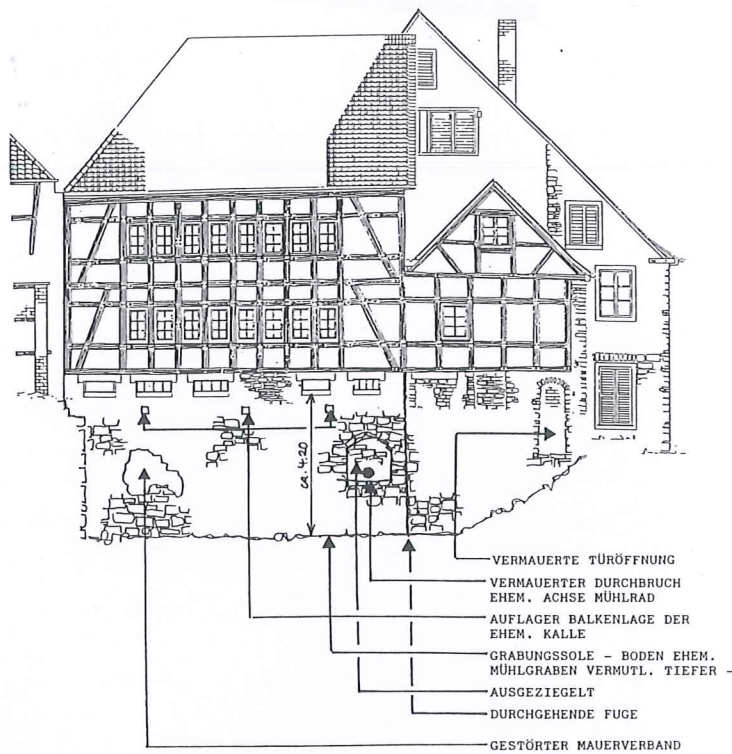 ca. 4.20
VERMAUERTE TÜRÖFFNUNG
VERMAUERTER DURCHBRUCH
EHEM. ACHSE MÜHLRAD
AUFLAGER BALKENLAGE DER
EHEM. KALLE
GRABUNGSSOLE – BODEN EHEM.
MÜHLGRABEN VERMUTL. TIEFER –
AUSGEZIEGELT
DURCHGEHENDE FUGE
GESTÖRTER MAUERVERBAND